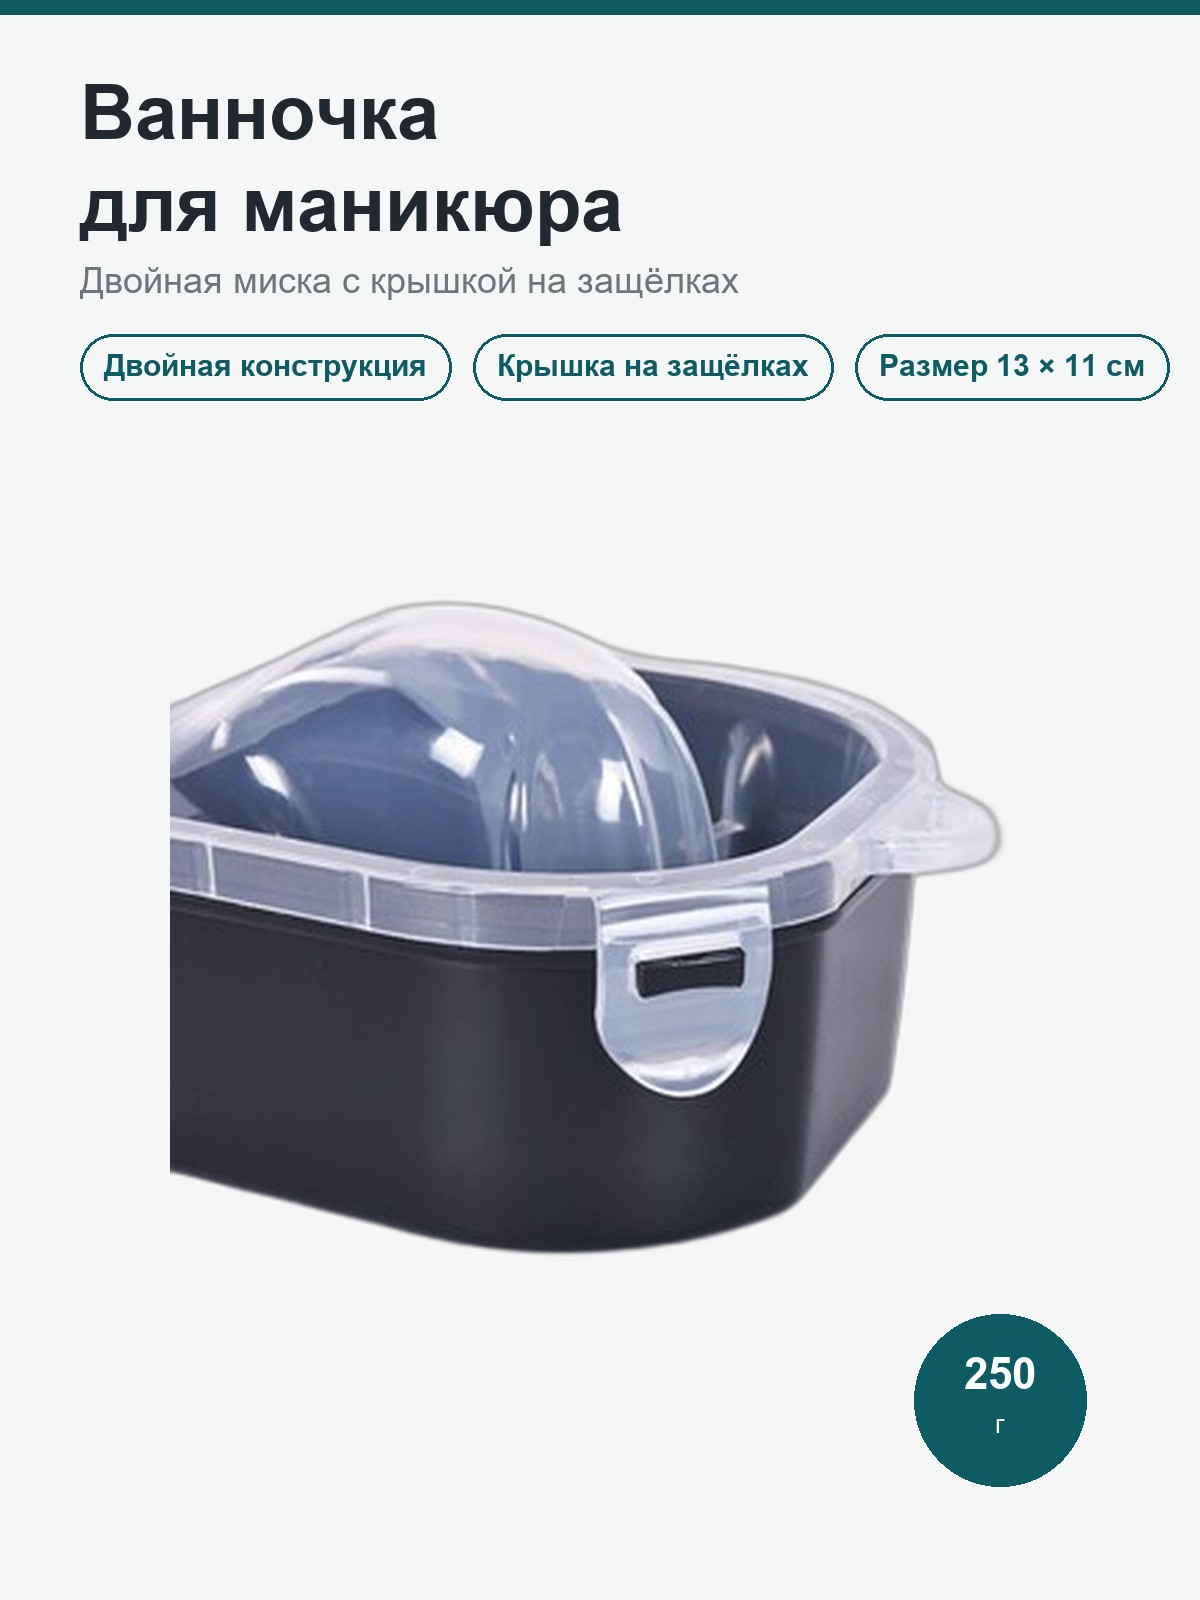 Ванночка
для маникюра
Двойная миска с крышкой на защёлках
Двойная конструкция
Крышка на защёлках
Размер 13 × 11 см
250
г